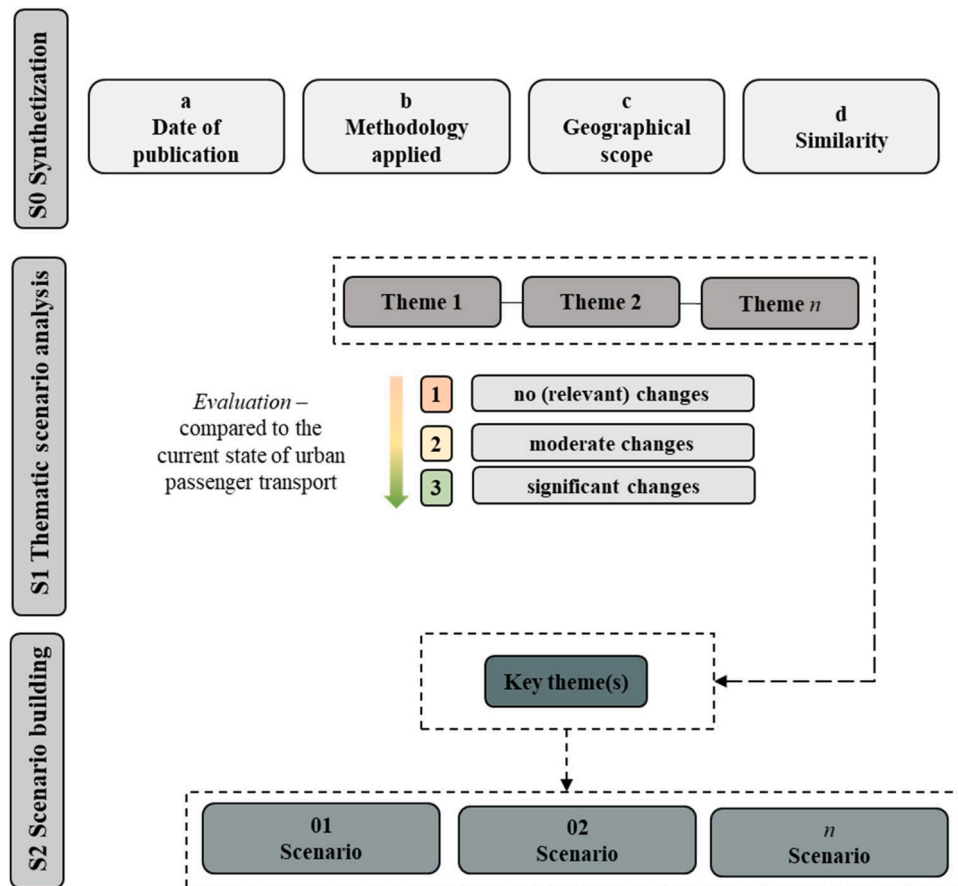 S0 Synthetization
a
Date of
publication
b
Methodology
applied
c
Geographical
scope
d
Similarity
S1 Thematic scenario analysis
Theme 1
Theme 2
Theme n
Evaluation –
compared to the
current state of urban
passenger transport
1
no (relevant) changes
2
moderate changes
3
significant changes
S2 Scenario building
Key theme(s)
01
Scenario
02
Scenario
n
Scenario